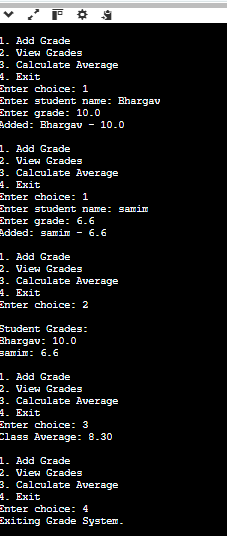 1. Add Grade
2. View Grades
3. Calculate Average
4. Exit
Enter choice: 1
Enter student name: Bhargav
Enter grade: 10.0
Added: Bhargav - 10.0
1. Add Grade
2. View Grades
3. Calculate Average
4. Exit
Enter choice: 1
Enter student name: samim
Enter grade: 6.6
Added: samim - 6.6
1. Add Grade
2. View Grades
3. Calculate Average
4. Exit
Enter choice: 2
Student Grades:
Bhargav: 10.0
samim: 6.6
1. Add Grade
2. View Grades
3. Calculate Average
4. Exit
Enter choice: 3
Class Average: 8.30
1. Add Grade
2. View Grades
3. Calculate Average
4. Exit
Enter choice: 4
Exiting Grade System.